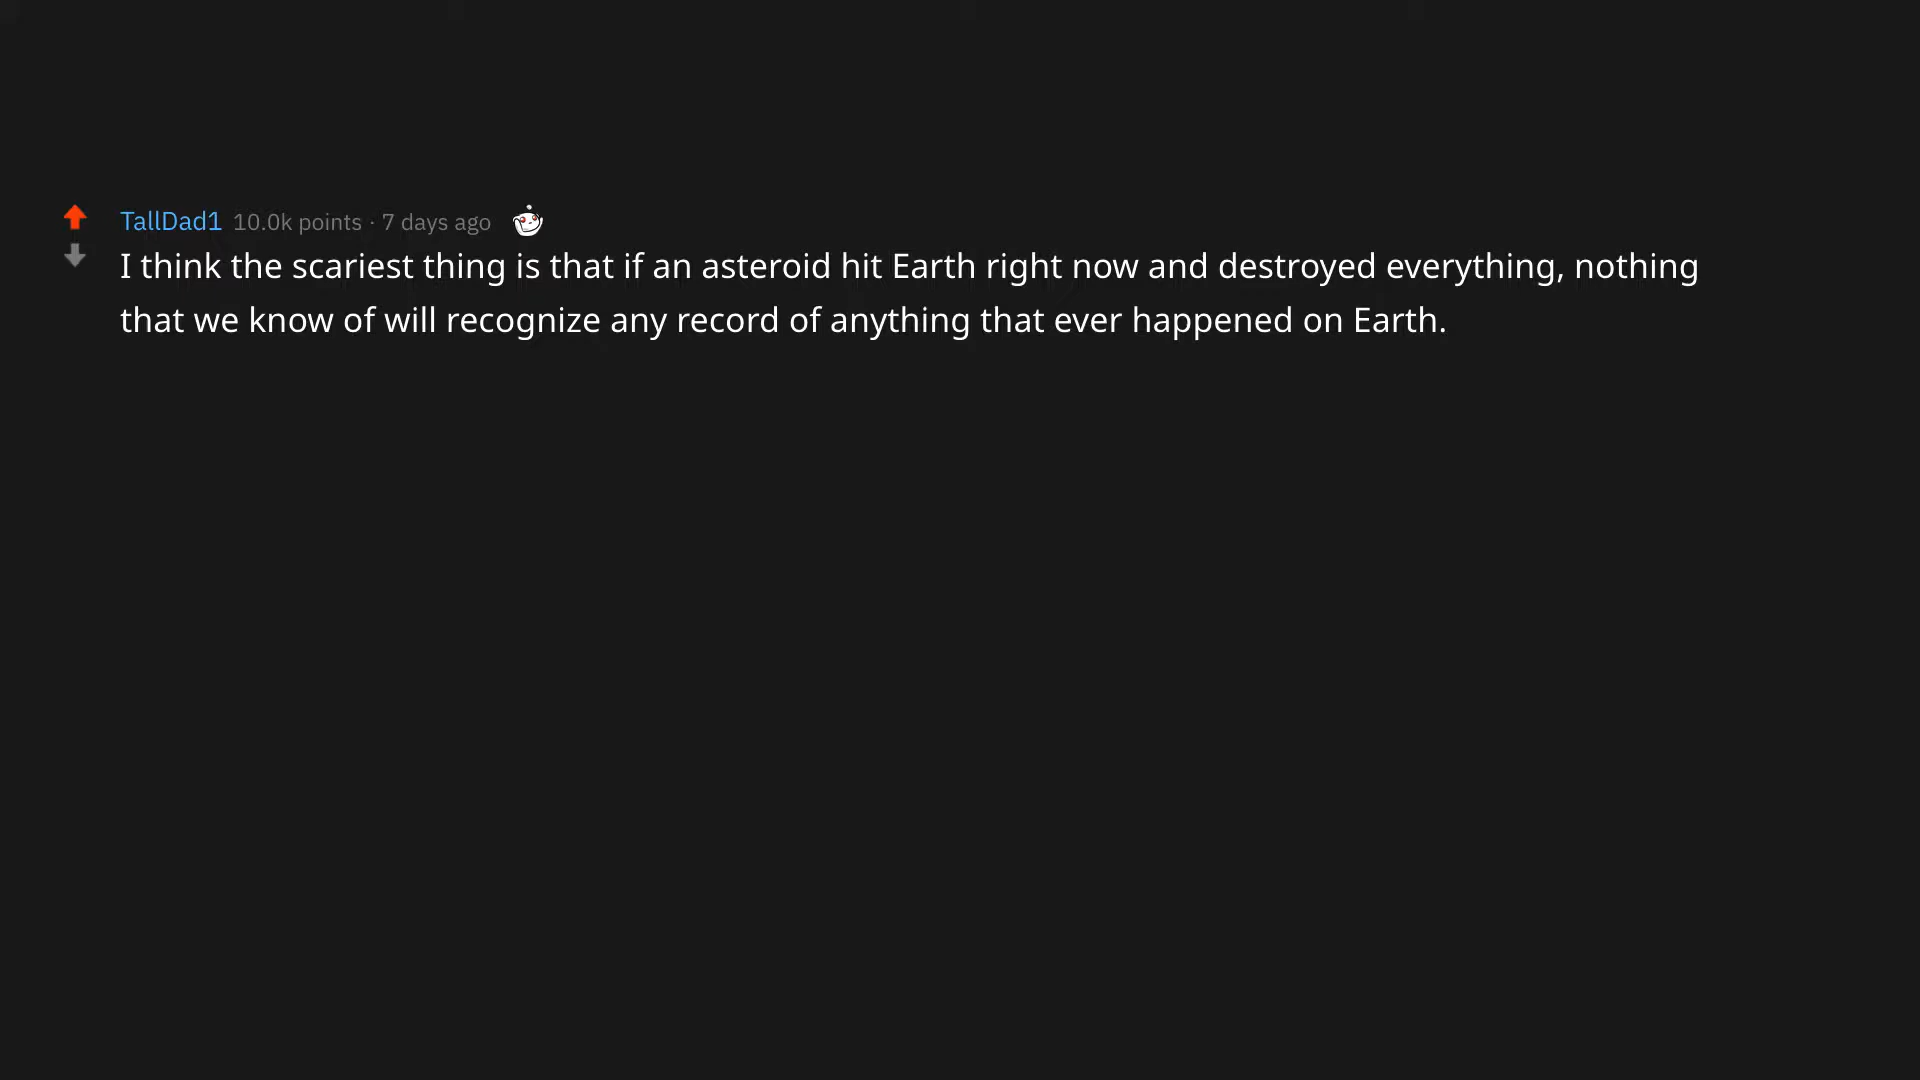 TallDad1 10.0k points · 7 days ago
I think the scariest thing is that if an asteroid hit Earth right now and destroyed everything, nothing
that we know of will recognize any record of anything that ever happened on Earth.